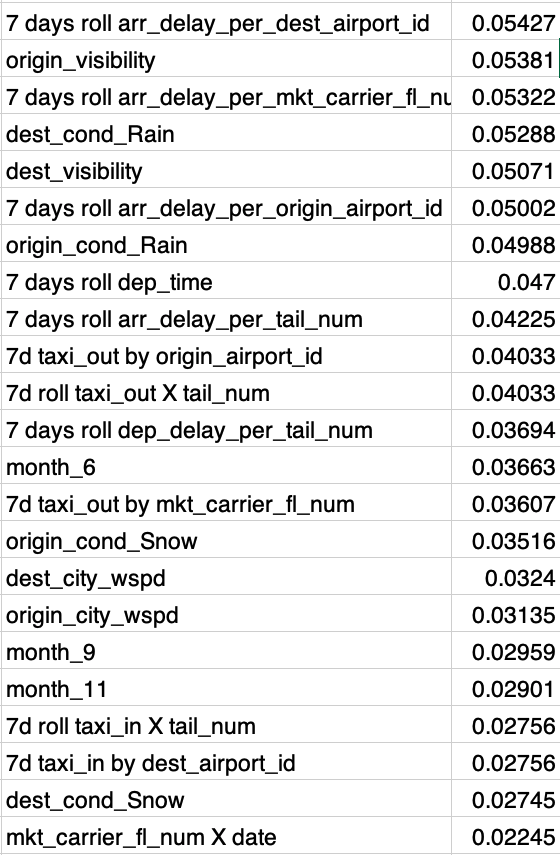 7 days roll arr_delay_per_dest_airport_id 0.05427
origin_visibility 0.05381
7 days roll arr_delay_per_mkt_carrier_fl_nu 0.05322
dest_cond_Rain 0.05288
dest_visibility 0.05071
7 days roll arr_delay_per_origin_airport_id 0.05002
origin_cond_Rain 0.04988
7 days roll dep_time 0.047
7 days roll arr_delay_per_tail_num 0.04225
7d taxi_out by origin_airport_id 0.04033
7d roll taxi_out X tail_num 0.04033
7 days roll dep_delay_per_tail_num 0.03694
month_6 0.03663
7d taxi_out by mkt_carrier_fl_num 0.03607
origin_cond_Snow 0.03516
dest_city_wspd 0.0324
origin_city_wspd 0.03135
month_9 0.02959
month_11 0.02901
7d roll taxi_in X tail_num 0.02756
7d taxi_in by dest_airport_id 0.02756
dest_cond_Snow 0.02745
mkt_carrier_fl_num X date 0.02245